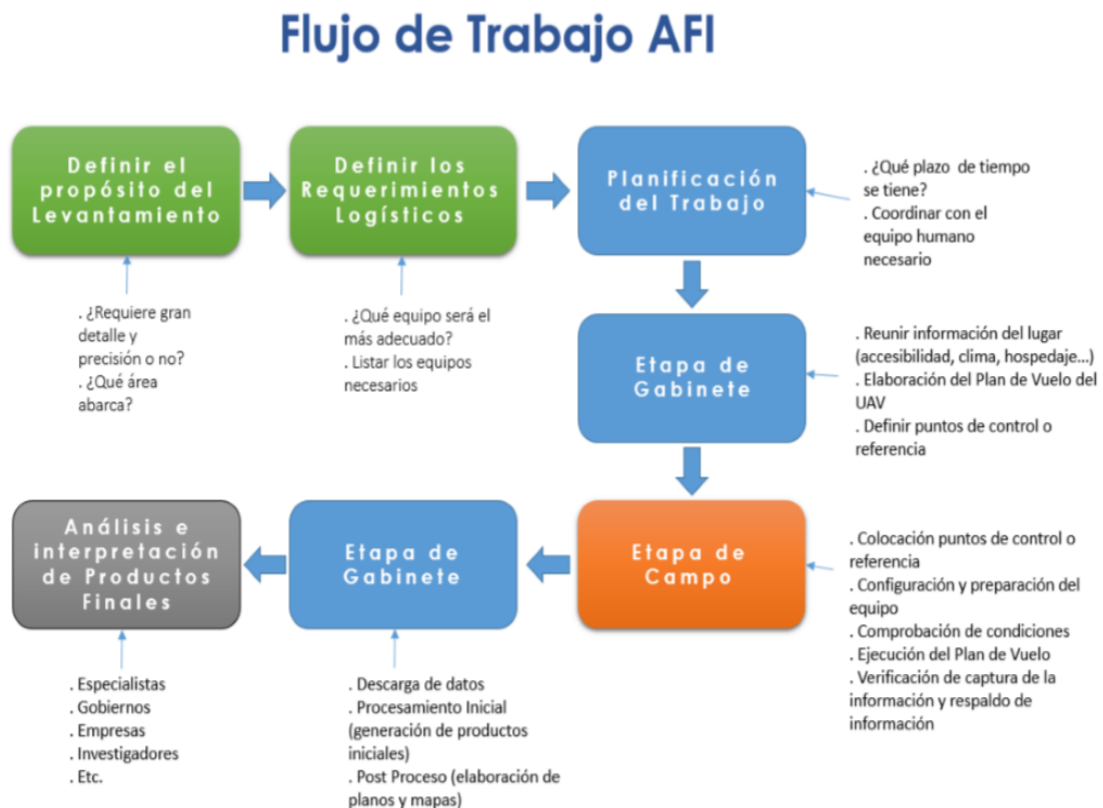 Flujo de Trabajo AFI
Definir el
propósito del
Levantamiento
. ¿Requiere gran
detalle y
precisión o no?
. ¿Qué área
abarca?
Definir los
Requerimientos
Logísticos
. ¿Qué equipo será el
más adecuado?
. Listar los equipos
necesarios
Planificación
del Trabajo
. ¿Qué plazo de tiempo
se tiene?
. Coordinar con el
equipo humano
necesario
Etapa de
Gabinete
. Reunir información del lugar
(accesibilidad, clima, hospedaje...)
. Elaboración del Plan de Vuelo del
UAV
. Definir puntos de control o
referencia
Etapa de
Campo
. Colocación puntos de control o
referencia
. Configuración y preparación del
equipo
. Comprobación de condiciones
. Ejecución del Plan de Vuelo
. Verificación de captura de la
información y respaldo de
información
Etapa de
Gabinete
. Descarga de datos
. Procesamiento Inicial
(generación de productos
iniciales)
. Post Proceso (elaboración de
planos y mapas)
Análisis e
interpretación
de Productos
Finales
. Especialistas
. Gobiernos
. Empresas
. Investigadores
. Etc.